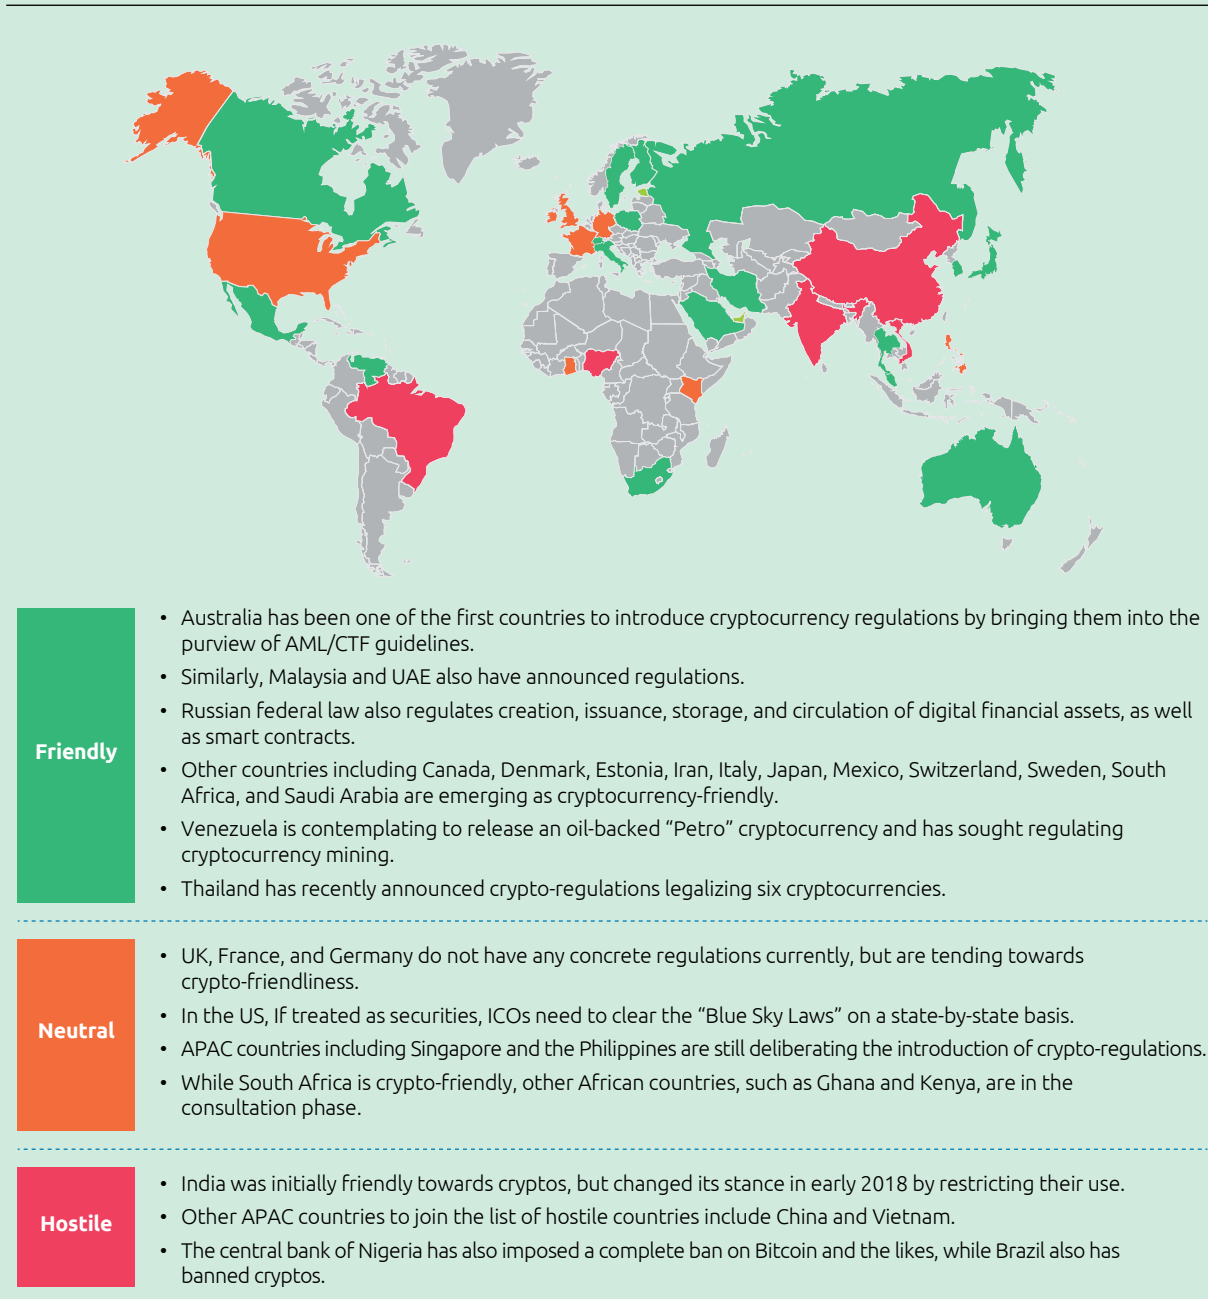 • Australia has been one of the first countries to introduce cryptocurrency regulations by bringing them into the
purview of AML/CTF guidelines.
• Similarly, Malaysia and UAE also have announced regulations.
• Russian federal law also regulates creation, issuance, storage, and circulation of digital financial assets, as well
as smart contracts.
Friendly
• Other countries including Canada, Denmark, Estonia, Iran, Italy, Japan, Mexico, Switzerland, Sweden, South
Africa, and Saudi Arabia are emerging as cryptocurrency-friendly.
• Venezuela is contemplating to release an oil-backed “Petro” cryptocurrency and has sought regulating
cryptocurrency mining.
• Thailand has recently announced crypto-regulations legalizing six cryptocurrencies.
• UK, France, and Germany do not have any concrete regulations currently, but are tending towards
crypto-friendliness.
• In the US, If treated as securities, ICOs need to clear the “Blue Sky Laws” on a state-by-state basis.
Neutral
• APAC countries including Singapore and the Philippines are still deliberating the introduction of crypto-regulations.
• While South Africa is crypto-friendly, other African countries, such as Ghana and Kenya, are in the
consultation phase.
• India was initially friendly towards cryptos, but changed its stance in early 2018 by restricting their use.
Hostile
• Other APAC countries to join the list of hostile countries include China and Vietnam.
• The central bank of Nigeria has also imposed a complete ban on Bitcoin and the likes, while Brazil also has
banned cryptos.